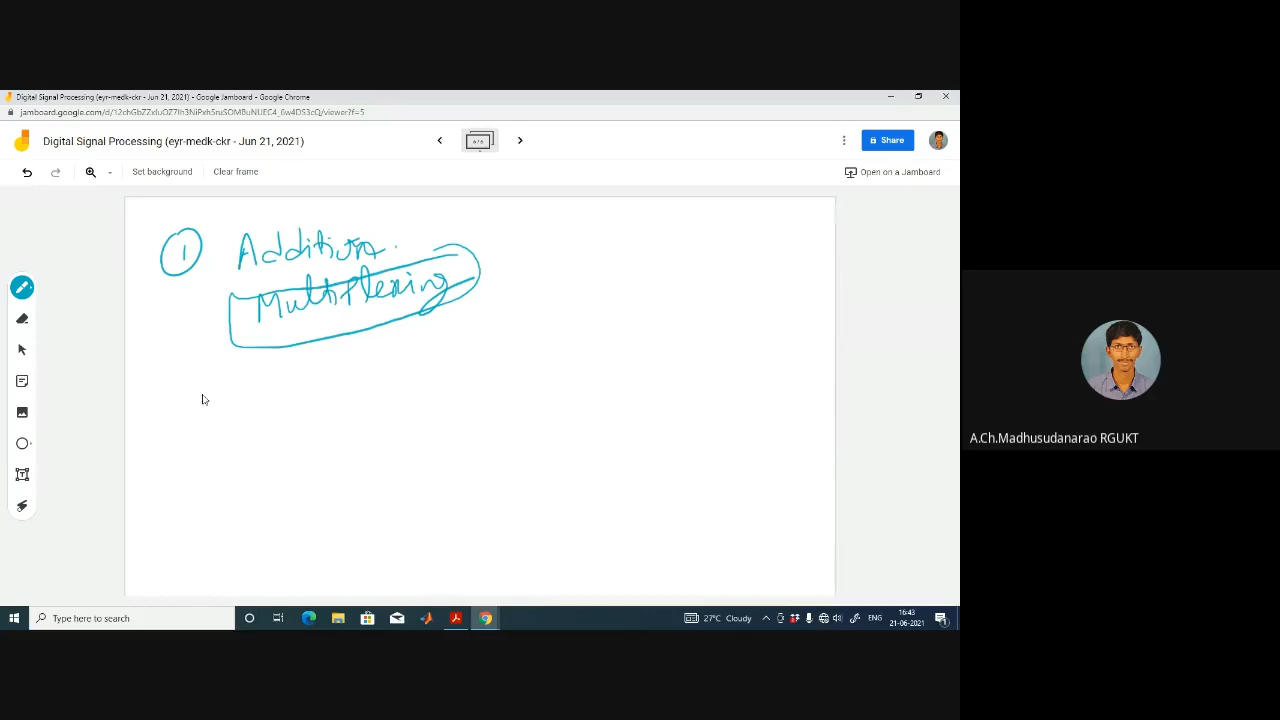 Digital Signal Processing (eyr-medk-ckr - Jun 21, 2021) - Google Jamboard - Google Chrome
Digital Signal Processing (eyr-medk-ckr - Jun 21, 2021)
6 / 6
Share
Set background
Clear frame
Open on a Jamboard
1 Addition.
Multiplexing
A.Ch.Madhusudanarao RGUKT
Type here to search
27°C Cloudy
ENG
16:43
21-06-2021